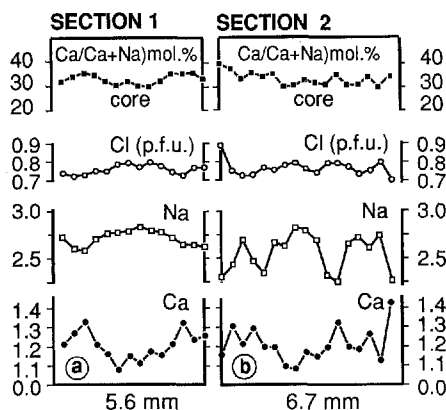 SECTION 1 SECTION 2
Ca/Ca+Na)mol.% Ca/Ca+Na)mol.%
40 40
30 30
20 20
core core
Cl (p.f.u.) Cl (p.f.u.)
0.9 0.9
0.8 0.8
0.7 0.7
Na Na
3.0 3.0
2.5 2.5
Ca Ca
1.4 1.4
1.3 1.3
1.2 1.2
1.1 1.1
0.0 0.0
a b
5.6 mm 6.7 mm